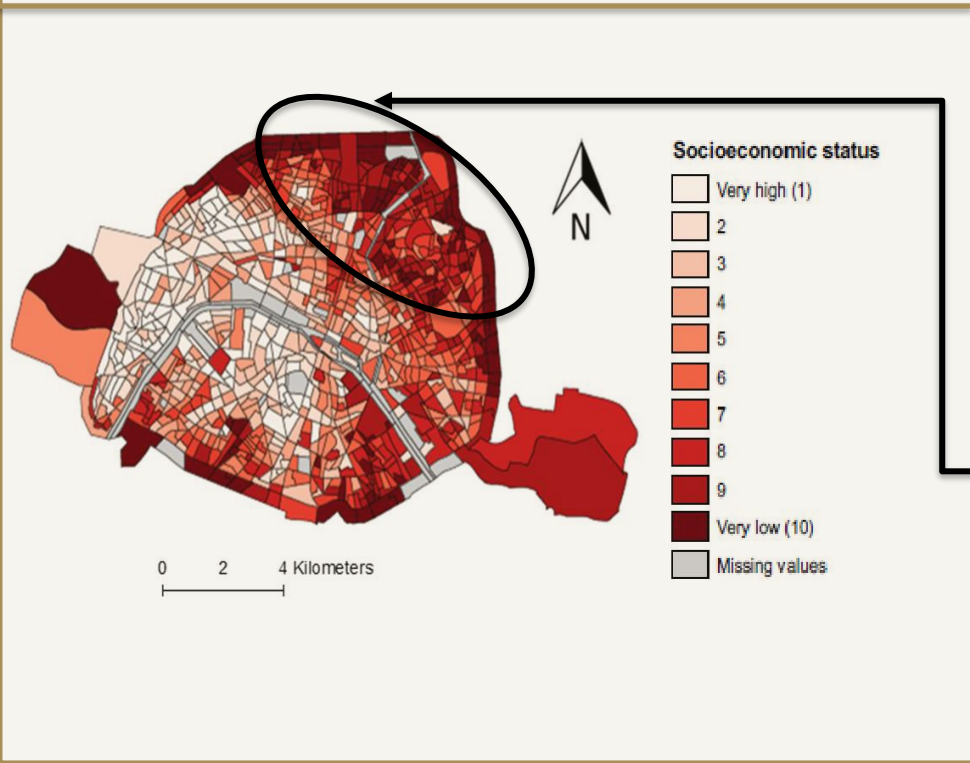 Socioeconomic status
Very high (1)
2
3
4
5
6
7
8
9
Very low (10)
Missing values
N
0 2 4 Kilometers